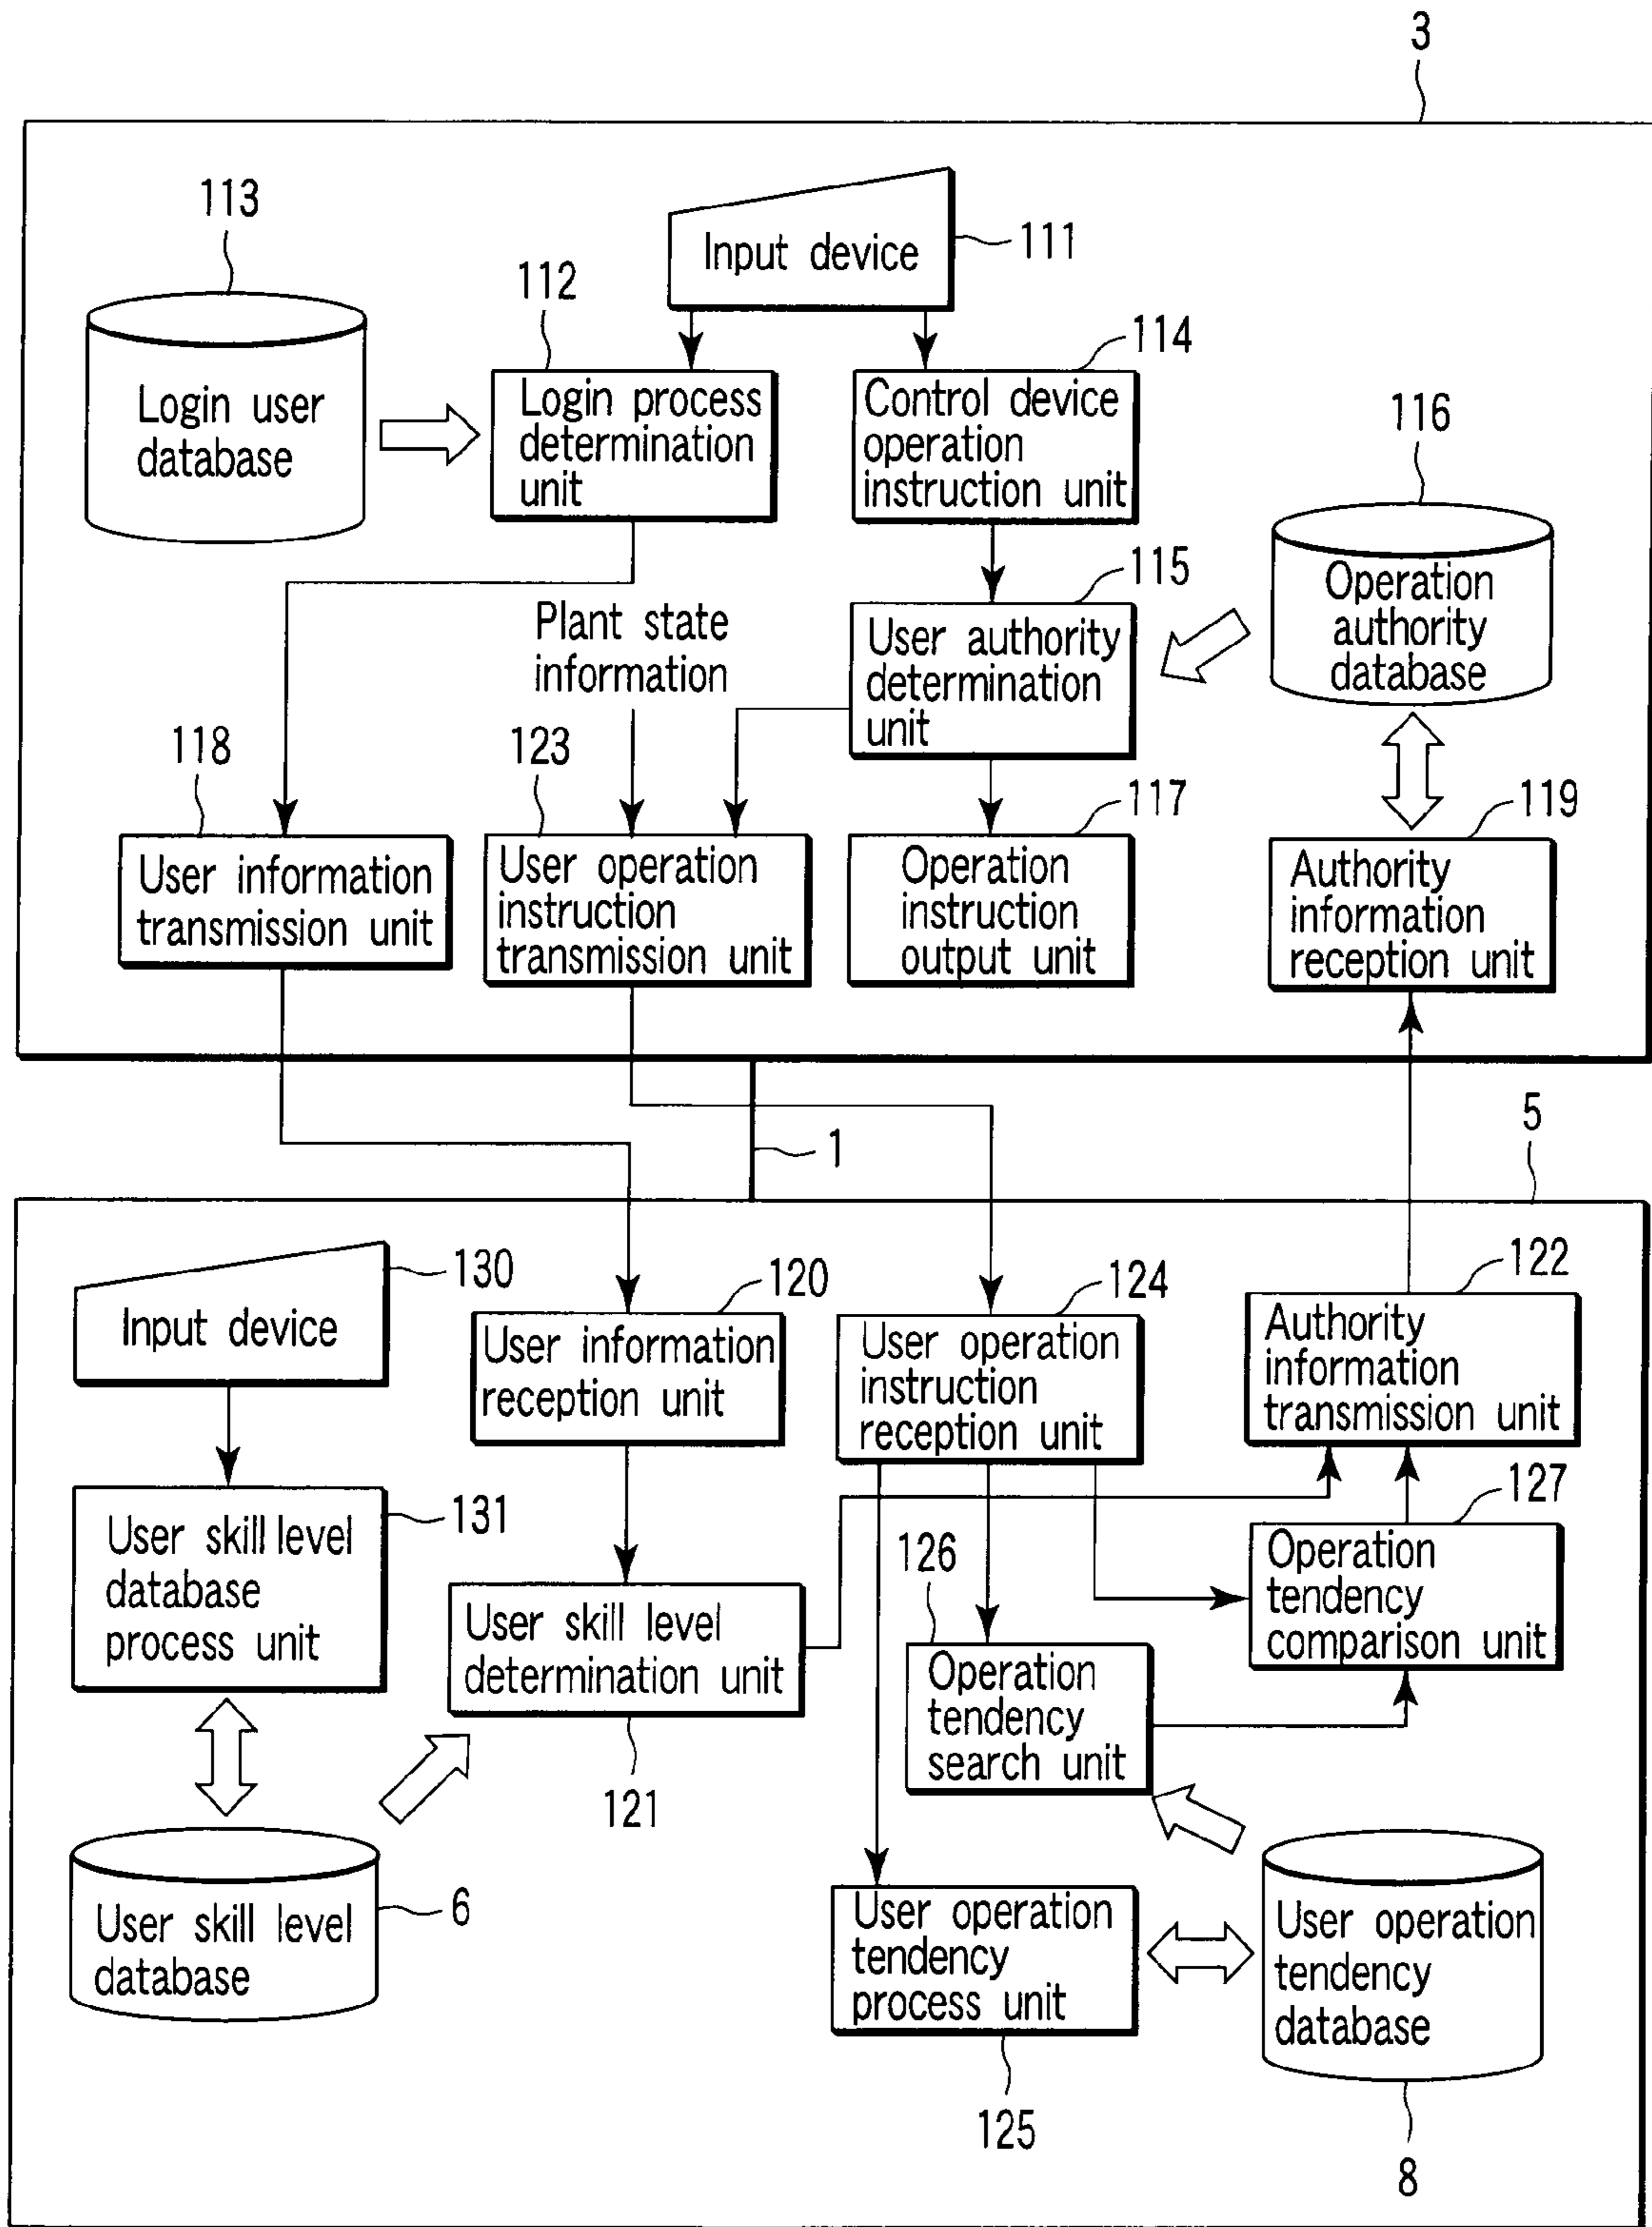 3
113
Input device
111
112
114
Login user
database
Login process
determination
unit
Control device
operation
instruction unit
116
Operation
authority
database
115
Plant state
information
User authority
determination
unit
118
123
117
119
User information
transmission unit
User operation
instruction
transmission unit
Operation
instruction
output unit
Authority
information
reception unit
1
5
130
Input device
120
User information
reception unit
124
User operation
instruction
reception unit
122
Authority
information
transmission unit
131
User skill level
database
process unit
127
Operation
tendency
comparison unit
126
User skill level
determination unit
121
Operation
tendency
search unit
6
User skill level
database
User operation
tendency
process unit
125
User operation
tendency
database
8